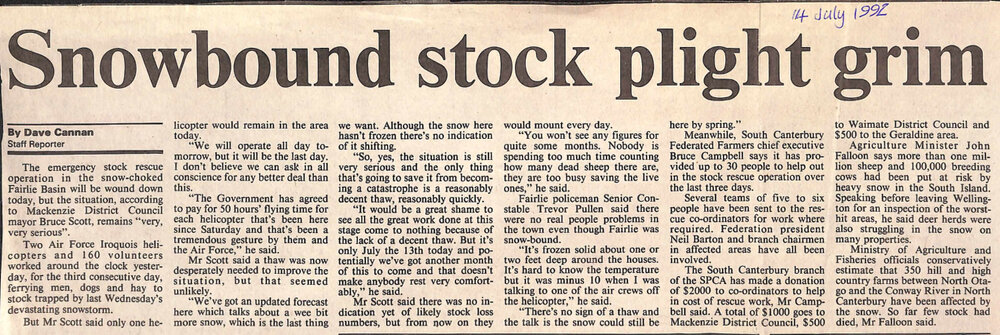 14 July 1992
Snowbound stock plight grim
By Dave Cannan
Staff Reporter
The emergency stock rescue
operation in the snow-choked
Fairlie Basin will be wound down
today, but the situation, according
to Mackenzie District Council
mayor Bruce Scott, remains "very,
very serious".
Two Air Force Iroquois heli-
copters and 160 volunteers
worked around the clock yester-
day, for the third consecutive day,
ferrying men, dogs and hay to
stock trapped by last Wednesday's
devastating snowstorm.
But Mr Scott said only one he-
licopter would remain in the area
today.
"We will operate all day to-
morrow, but it will be the last day.
I don't believe we can ask in all
conscience for any better deal than
this.
"The Government has agreed
to pay for 50 hours' flying time for
each helicopter that's been here
since Saturday and that's been a
tremendous gesture by them and
the Air Force," he said.
Mr Scott said a thaw was now
desperately needed to improve the
situation, but that seemed
unlikely.
"We've got an updated forecast
here which talks about a wee bit
more snow, which is the last thing
we want. Although the snow here
hasn't frozen there's no indication
of it shifting.
"So, yes, the situation is still
very serious and the only thing
that's going to save it from becom-
ing a catastrophe is a reasonably
decent thaw, reasonably quickly.
"It would be a great shame to
see all the great work done at this
stage come to nothing because of
the lack of a decent thaw. But it's
only July the 13th today and po-
tentially we've got another month
of this to come and that doesn't
make anybody rest very comfort-
ably," he said.
Mr Scott said there was no in-
dication yet of likely stock loss
numbers, but from now on they
would mount every day.
"You won't see any figures for
quite some months. Nobody is
spending too much time counting
how many dead sheep there are,
they are too busy saving the live
ones," he said.
Fairlie policeman Senior Con-
stable Trevor Pullen said there
were no real people problems in
the town even though Fairlie was
snow-bound.
"It's frozen solid about one or
two feet deep around the houses.
It's hard to know the temperature
but it was minus 10 when I was
talking to one of the air crews off
the helicopter," he said.
"There's no sign of a thaw and
the talk is the snow could still be
here by spring."
Meanwhile, South Canterbury
Federated Farmers chief executive
Bruce Campbell says it has pro-
vided up to 30 people to help out
in the stock rescue operation over
the last three days.
Several teams of five to six
people have been sent to the res-
cue co-ordinators for work where
required. Federation president
Neil Barton and branch chairmen
in affected areas have all been
involved.
The South Canterbury branch
of the SPCA has made a donation
of $2000 to co-ordinators to help
in cost of rescue work, Mr Camp-
bell said. A total of $1000 goes to
Mackenzie District Council, $500
to Waimate District Council and
$500 to the Geraldine area.
Agriculture Minister John
Falloon says more than one mil-
lion sheep and 100,000 breeding
cows had been put at risk by
heavy snow in the South Island.
Speaking before leaving Welling-
ton for an inspection of the worst-
hit areas, he said deer herds were
also struggling in the snow on
many properties.
Ministry of Agriculture and
Fisheries officials conservatively
estimate that 350 hill and high
country farms between North Ota-
go and the Conway River in North
Canterbury have been affected by
the snow. So far few stock had
died, Mr Falloon said.